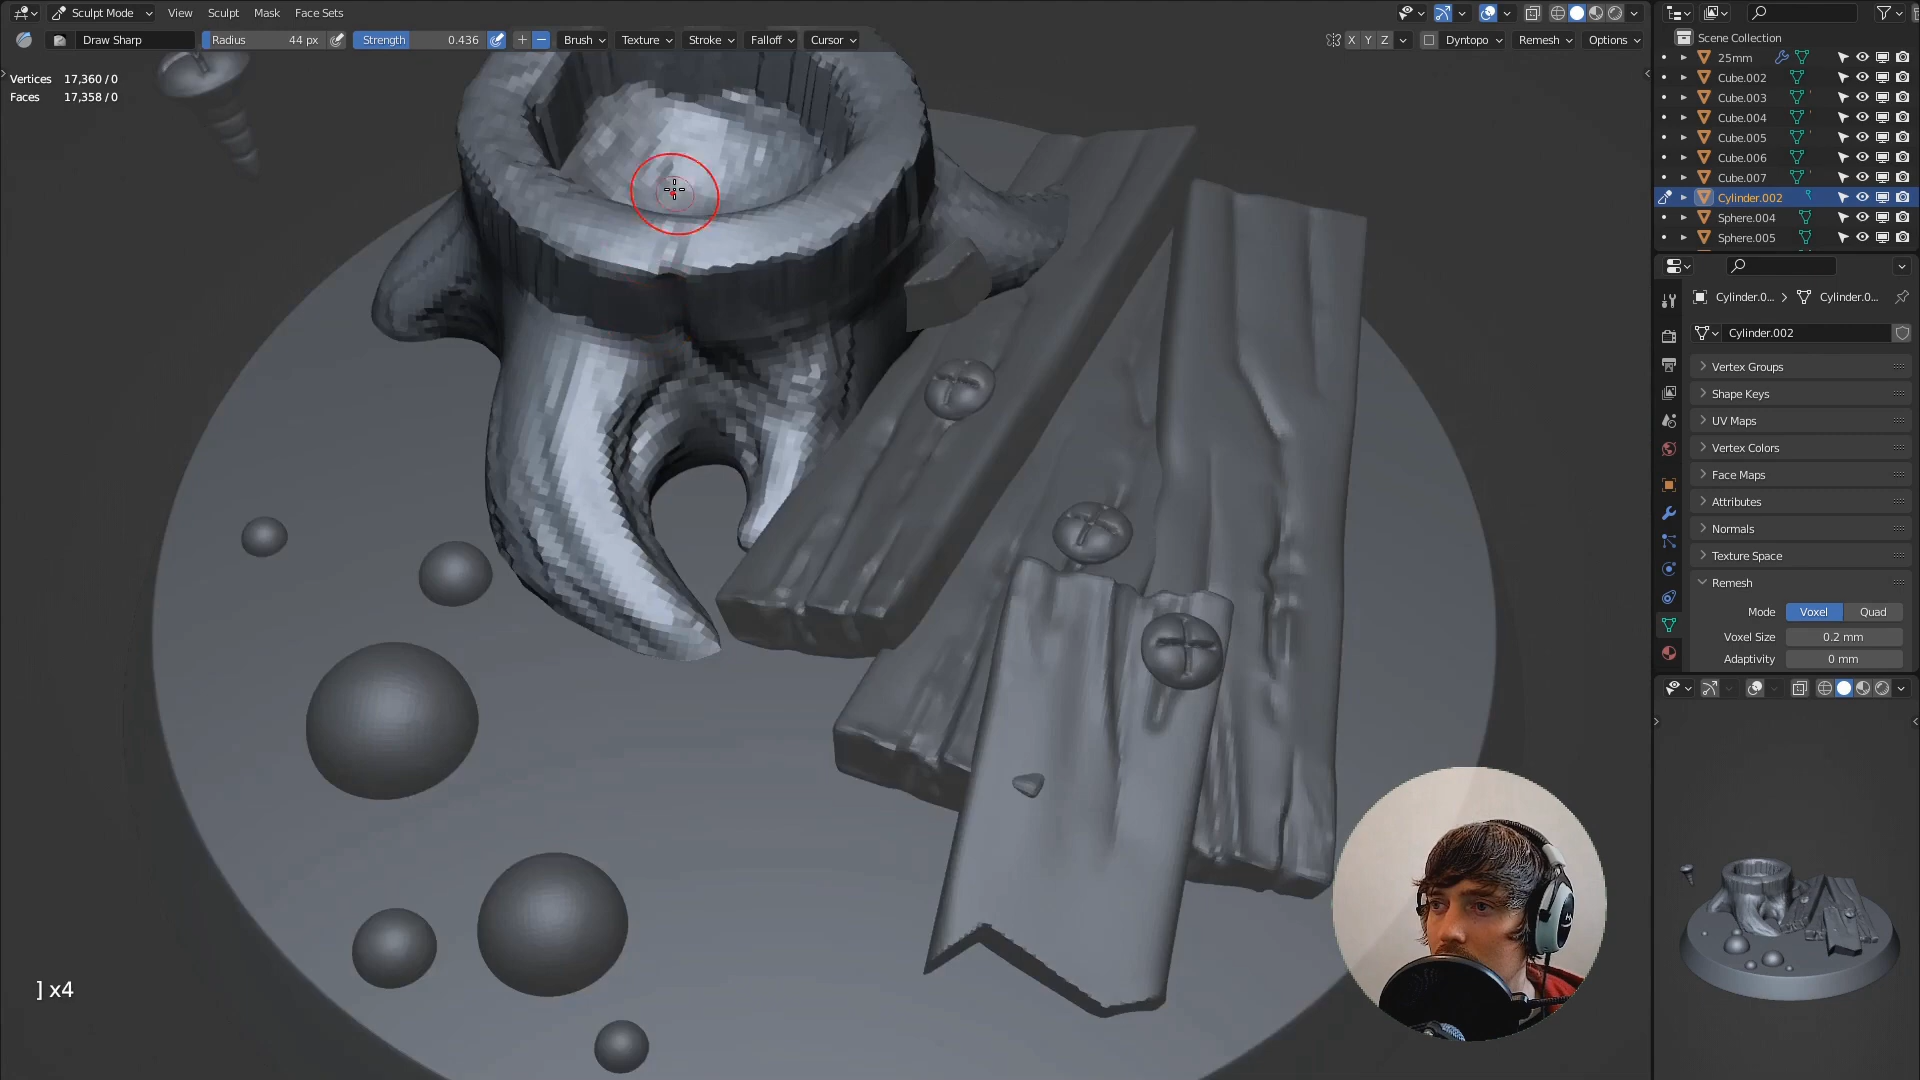 Sculpt Mode View Sculpt Mask Face Sets
Draw Sharp Radius 44 px Strength 0.436 Brush Texture Stroke Falloff Cursor X Y Z Dyntopo Remesh Options
Vertices 17,360 / 0
Faces 17,358 / 0
] x4
Scene Collection
25mm
Cube.002
Cube.003
Cube.004
Cube.005
Cube.006
Cube.007
Cylinder.002
Sphere.004
Sphere.005
Cylinder.0... Cylinder.0...
Cylinder.002
Vertex Groups
Shape Keys
UV Maps
Vertex Colors
Face Maps
Attributes
Normals
Texture Space
Remesh
Mode Voxel Quad
Voxel Size 0.2 mm
Adaptivity 0 mm